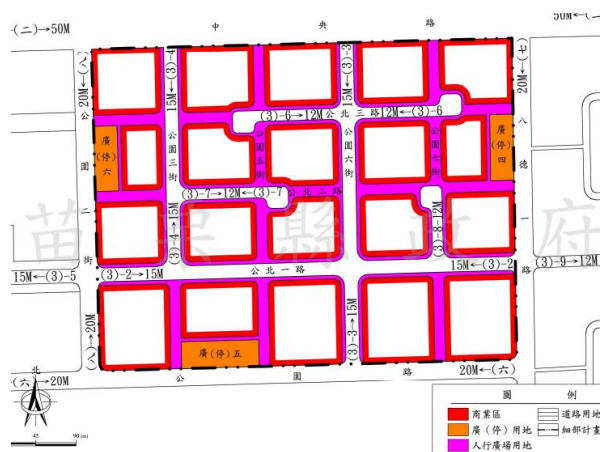 (二)→50M
中央路
50M←(一
(八)→20M
15M→(3)-4
15M→(3)-3
20M←(七)
(3)-6→12M
公北三路
12M←(3)-6
公園二街
公園三街
公園五街
公園六街
公園七街
八德一路
廣(停)六
廣(停)四
(3)-7→12M←(3)-7
公北二路
苗栗縣政府
(3)-4→15M
(3)-8→12M
15M←(3)-5
(3)-2→15M
公北一路
15M←(3)-2
(3)-9→12M
(八)→20M
(3)-3→15M
廣(停)五
北
(六)→20M
公園路
20M←(六)
45 90(m)
圖例
商業區
道路用地
廣(停)用地
細部計畫
人行廣場用地